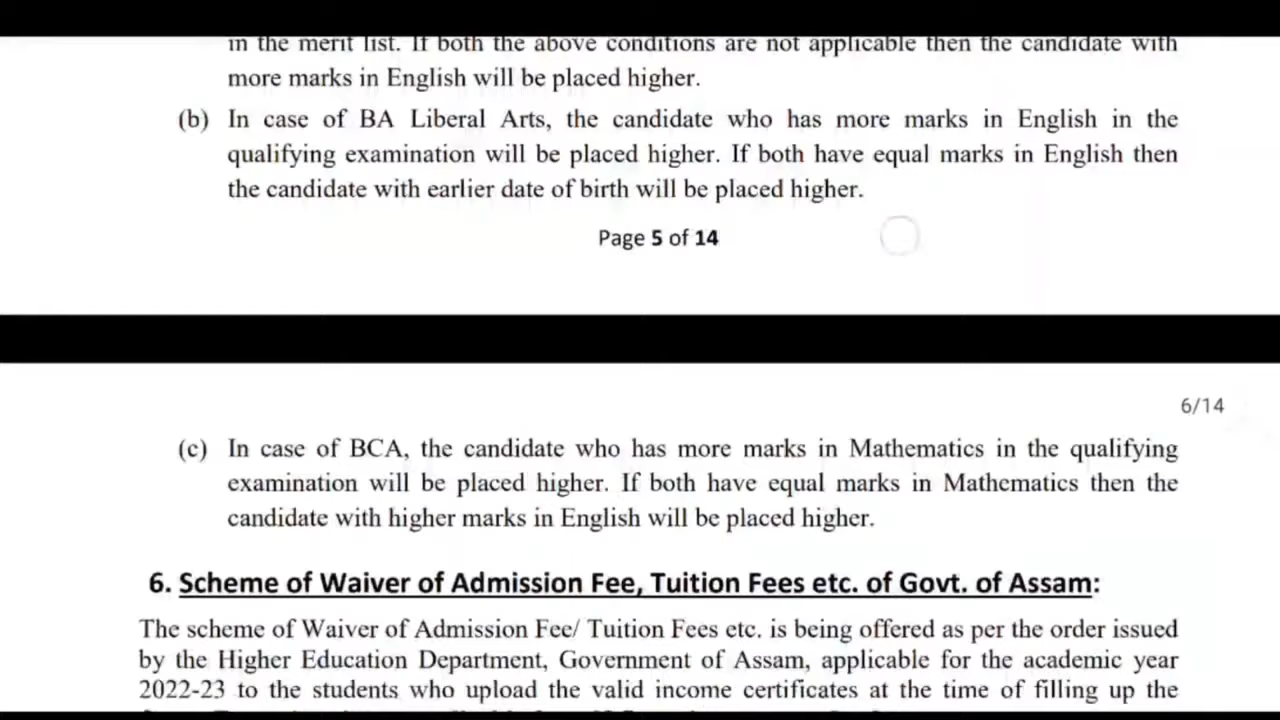 in the merit list. If both the above conditions are not applicable then the candidate with
more marks in English will be placed higher.
(b) In case of BA Liberal Arts, the candidate who has more marks in English in the
qualifying examination will be placed higher. If both have equal marks in English then
the candidate with earlier date of birth will be placed higher.
Page 5 of 14
6/14
(c) In case of BCA, the candidate who has more marks in Mathematics in the qualifying
examination will be placed higher. If both have equal marks in Mathematics then the
candidate with higher marks in English will be placed higher.
6. Scheme of Waiver of Admission Fee, Tuition Fees etc. of Govt. of Assam:
The scheme of Waiver of Admission Fee/ Tuition Fees etc. is being offered as per the order issued
by the Higher Education Department, Government of Assam, applicable for the academic year
2022-23 to the students who upload the valid income certificates at the time of filling up the